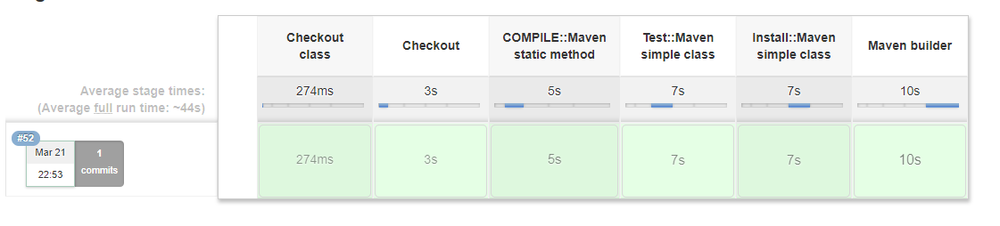 Checkout
class
Checkout
COMPILE::Maven
static method
Test::Maven
simple class
Install::Maven
simple class
Maven builder
Average stage times:
(Average full run time: ~44s)
274ms
3s
5s
7s
7s
10s
#52
Mar 21
22:53
1
commits
274ms
3s
5s
7s
7s
10s